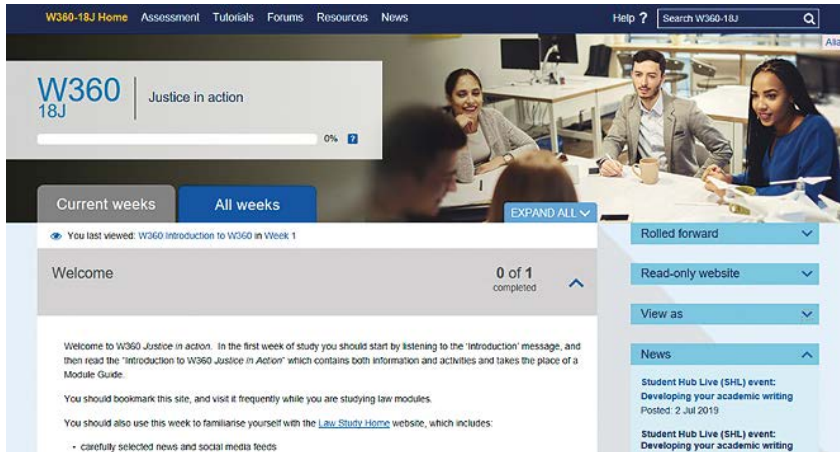 W360-18J Home Assessment Tutorials Forums Resources News Help ? Search W360-18J
W360
18J
Justice in action
0% ?
Current weeks All weeks EXPAND ALL
You last viewed: W360 Introduction to W360 in Week 1
Welcome
0 of 1
completed
Welcome to W360 Justice in action. In the first week of study you should start by listening to the 'Introduction' message, and
then read the "Introduction to W360 Justice in Action" which contains both information and activities and takes the place of a
Module Guide.
You should bookmark this site, and visit it frequently while you are studying law modules.
You should also use this week to familiarise yourself with the Law Study Home website, which includes:
• carefully selected news and social media feeds
Rolled forward
Read-only website
View as
News
Student Hub Live (SHL) event:
Developing your academic writing
Posted: 2 Jul 2019
Student Hub Live (SHL) event:
Developing your academic writing